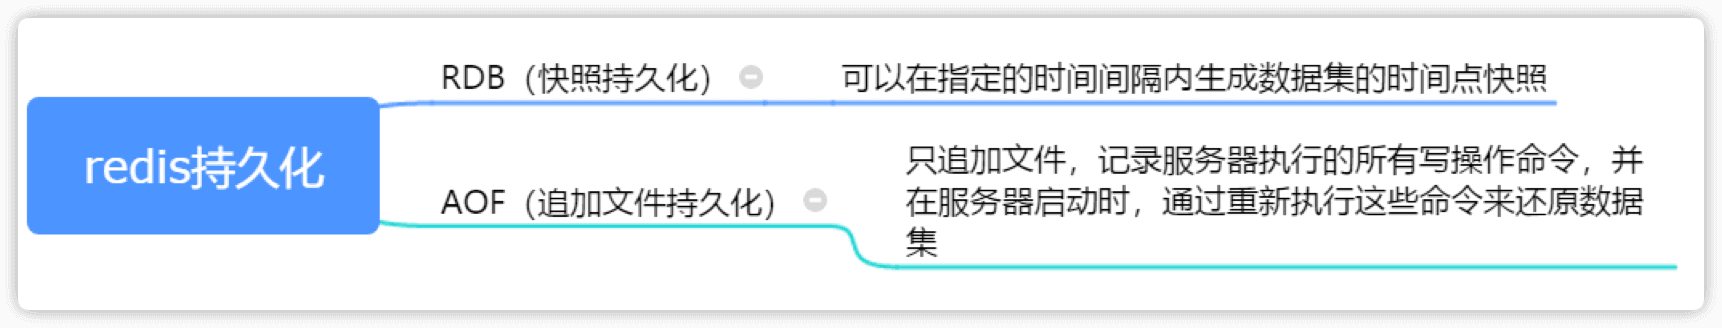 redis持久化
RDB（快照持久化）
可以在指定的时间间隔内生成数据集的时间点快照
AOF（追加文件持久化）
只追加文件，记录服务器执行的所有写操作命令，并
在服务器启动时，通过重新执行这些命令来还原数据
集